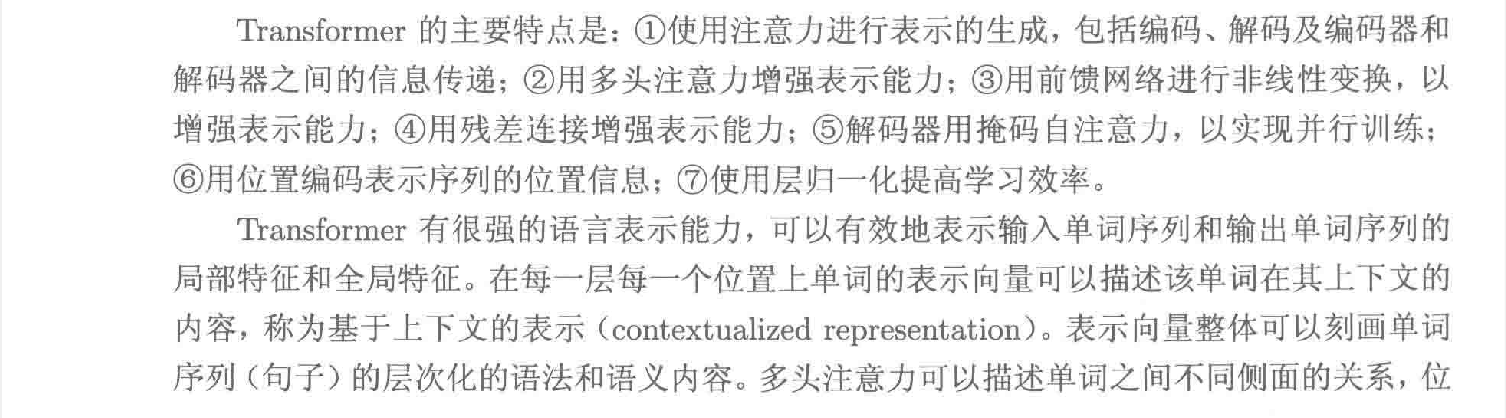 Transformer 的主要特点是：①使用注意力进行表示的生成，包括编码、解码及编码器和
解码器之间的信息传递；②用多头注意力增强表示能力；③用前馈网络进行非线性变换，以
增强表示能力；④用残差连接增强表示能力；⑤解码器用掩码自注意力，以实现并行训练；
⑥用位置编码表示序列的位置信息；⑦使用层归一化提高学习效率。
Transformer 有很强的语言表示能力，可以有效地表示输入单词序列和输出单词序列的
局部特征和全局特征。在每一层每一个位置上单词的表示向量可以描述该单词在其上下文的
内容，称为基于上下文的表示（contextualized representation）。表示向量整体可以刻画单词
序列（句子）的层次化的语法和语义内容。多头注意力可以描述单词之间不同侧面的关系，位